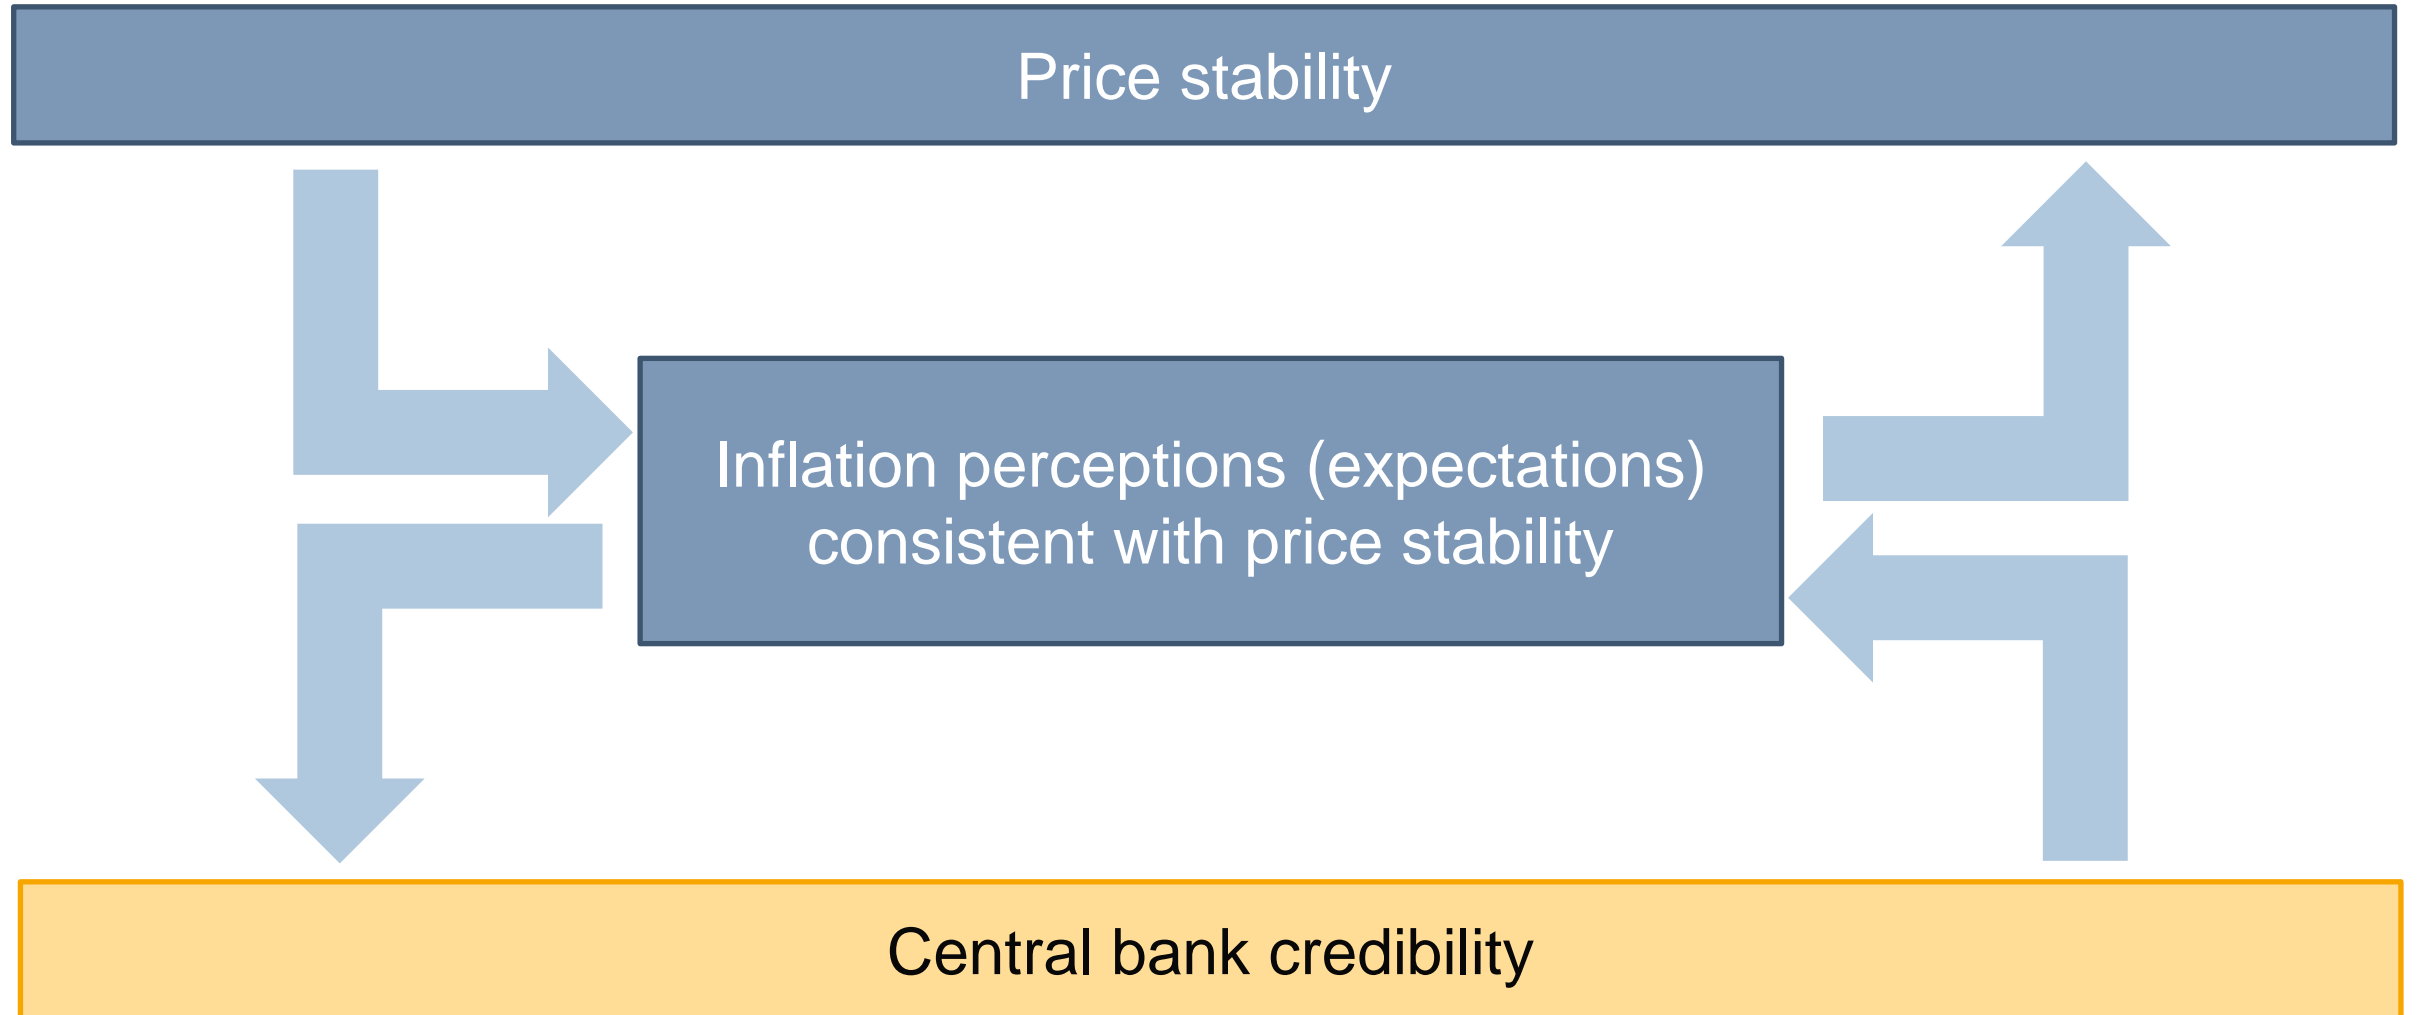 Price stability
Inflation perceptions (expectations)
consistent with price stability
Central bank credibility